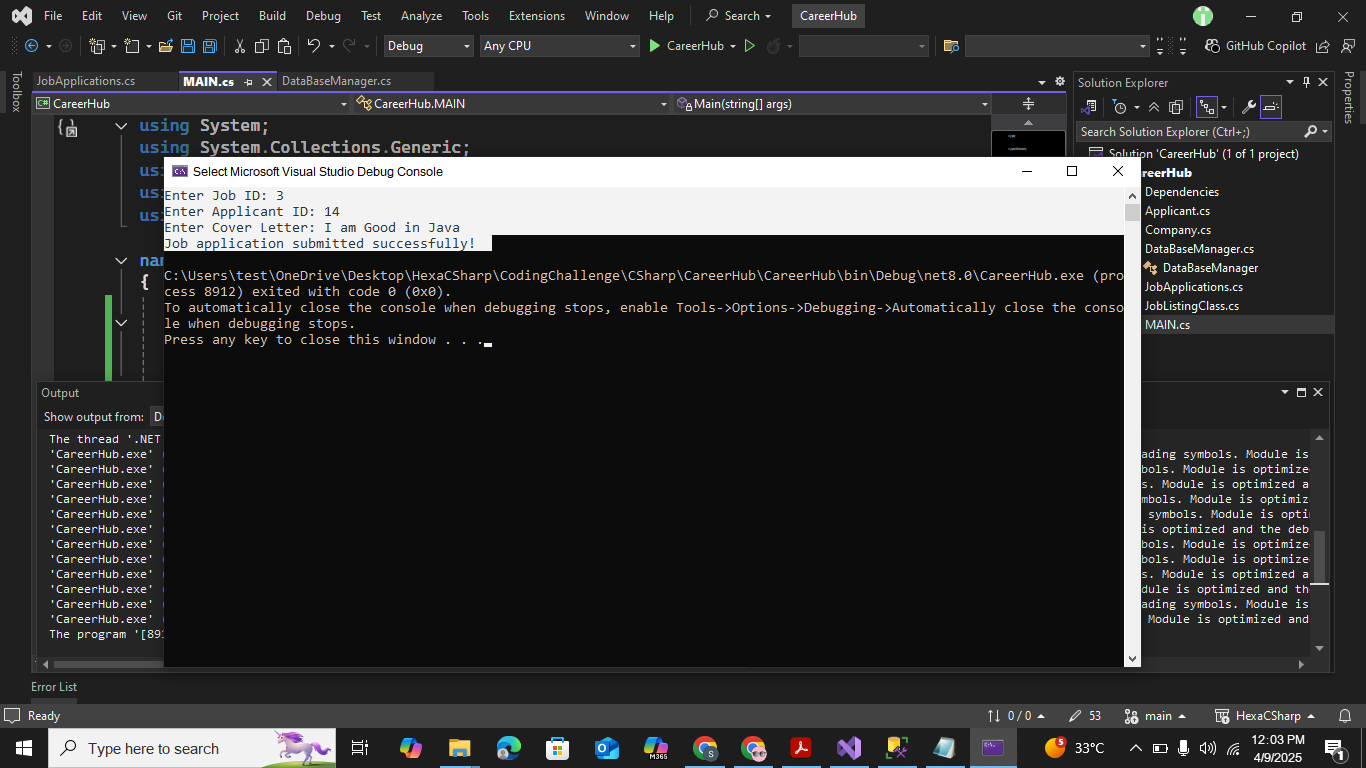 File Edit View Git Project Build Debug Test Analyze Tools Extensions Window Help Search CareerHub
Debug Any CPU CareerHub GitHub Copilot
Toolbox
JobApplications.cs MAIN.cs DataBaseManager.cs
CareerHub CareerHub.MAIN Main(string[] args)
using System;
using System.Collections.Generic;
Select Microsoft Visual Studio Debug Console
Enter Job ID: 3
Enter Applicant ID: 14
Enter Cover Letter: I am Good in Java
Job application submitted successfully!
C:\Users\test\OneDrive\Desktop\HexaCSharp\CodingChallenge\CSharp\CareerHub\CareerHub\bin\Debug\net8.0\CareerHub.exe (pro
cess 8912) exited with code 0 (0x0).
To automatically close the console when debugging stops, enable Tools->Options->Debugging->Automatically close the conso
le when debugging stops.
Press any key to close this window . . .
Solution Explorer
Search Solution Explorer (Ctrl+;)
Solution 'CareerHub' (1 of 1 project)
reerHub
Dependencies
Applicant.cs
Company.cs
DataBaseManager.cs
DataBaseManager
JobApplications.cs
JobListingClass.cs
MAIN.cs
Properties
Output
Show output from:
The thread '.NET
'CareerHub.exe' ading symbols. Module is
'CareerHub.exe' bols. Module is optimize
'CareerHub.exe' s. Module is optimized a
'CareerHub.exe' mbols. Module is optimiz
'CareerHub.exe' symbols. Module is opti
'CareerHub.exe' is optimized and the deb
'CareerHub.exe' bols. Module is optimize
'CareerHub.exe' bols. Module is optimize
'CareerHub.exe' s. Module is optimized a
'CareerHub.exe' dule is optimized and th
'CareerHub.exe' ading symbols. Module is
'CareerHub.exe' Module is optimized and
The program '[891
Error List
Ready 0 / 0 53 main HexaCSharp
Type here to search M365 33°C 12:03 PM
4/9/2025